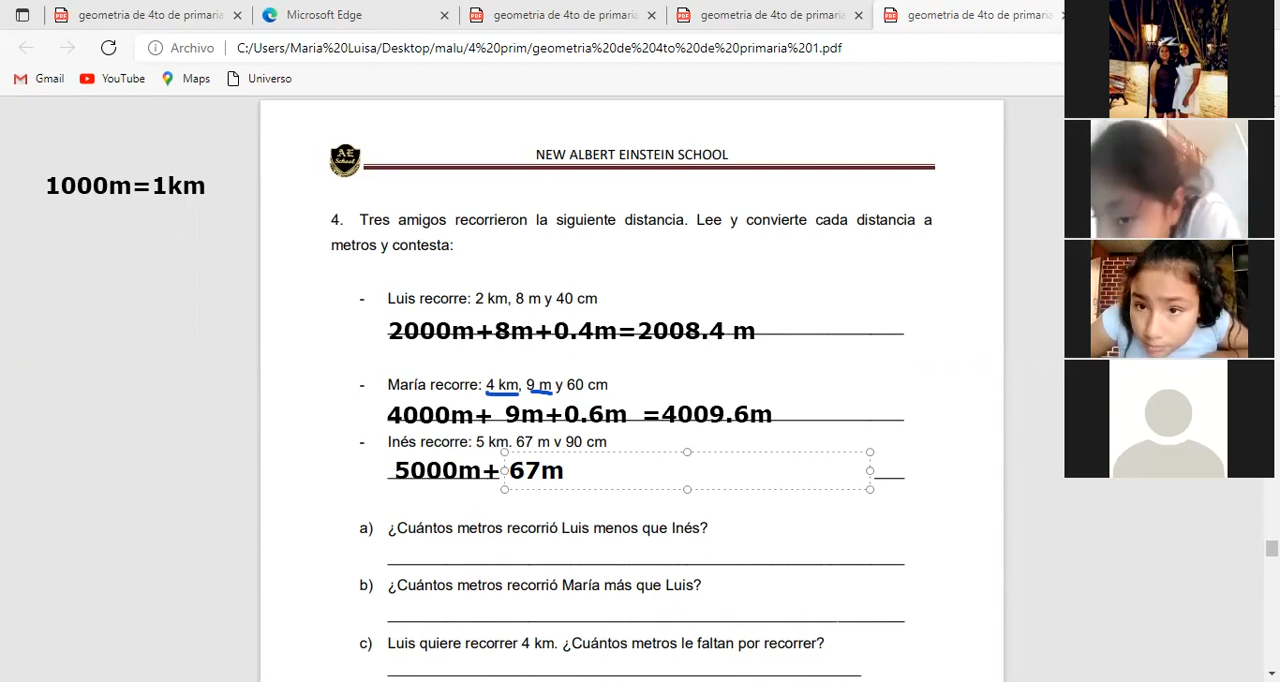 geometria de 4to de primaria
Microsoft Edge
geometria de 4to de primaria
geometria de 4to de primaria
geometria de 4to de primaria
Archivo
C:/Users/Maria%20Luisa/Desktop/malu/4%20prim/geometria%20de%204to%20de%20primaria%201.pdf
Gmail
YouTube
Maps
Universo
AE
School
NEW ALBERT EINSTEIN SCHOOL
1000m=1km
4. Tres amigos recorrieron la siguiente distancia. Lee y convierte cada distancia a
metros y contesta:
- Luis recorre: 2 km, 8 m y 40 cm
2000m+8m+0.4m=2008.4 m
- María recorre: 4 km, 9 m y 60 cm
4000m+ 9m+0.6m =4009.6m
- Inés recorre: 5 km. 67 m y 90 cm
5000m+ 67m
a) ¿Cuántos metros recorrió Luis menos que Inés?
b) ¿Cuántos metros recorrió María más que Luis?
c) Luis quiere recorrer 4 km. ¿Cuántos metros le faltan por recorrer?